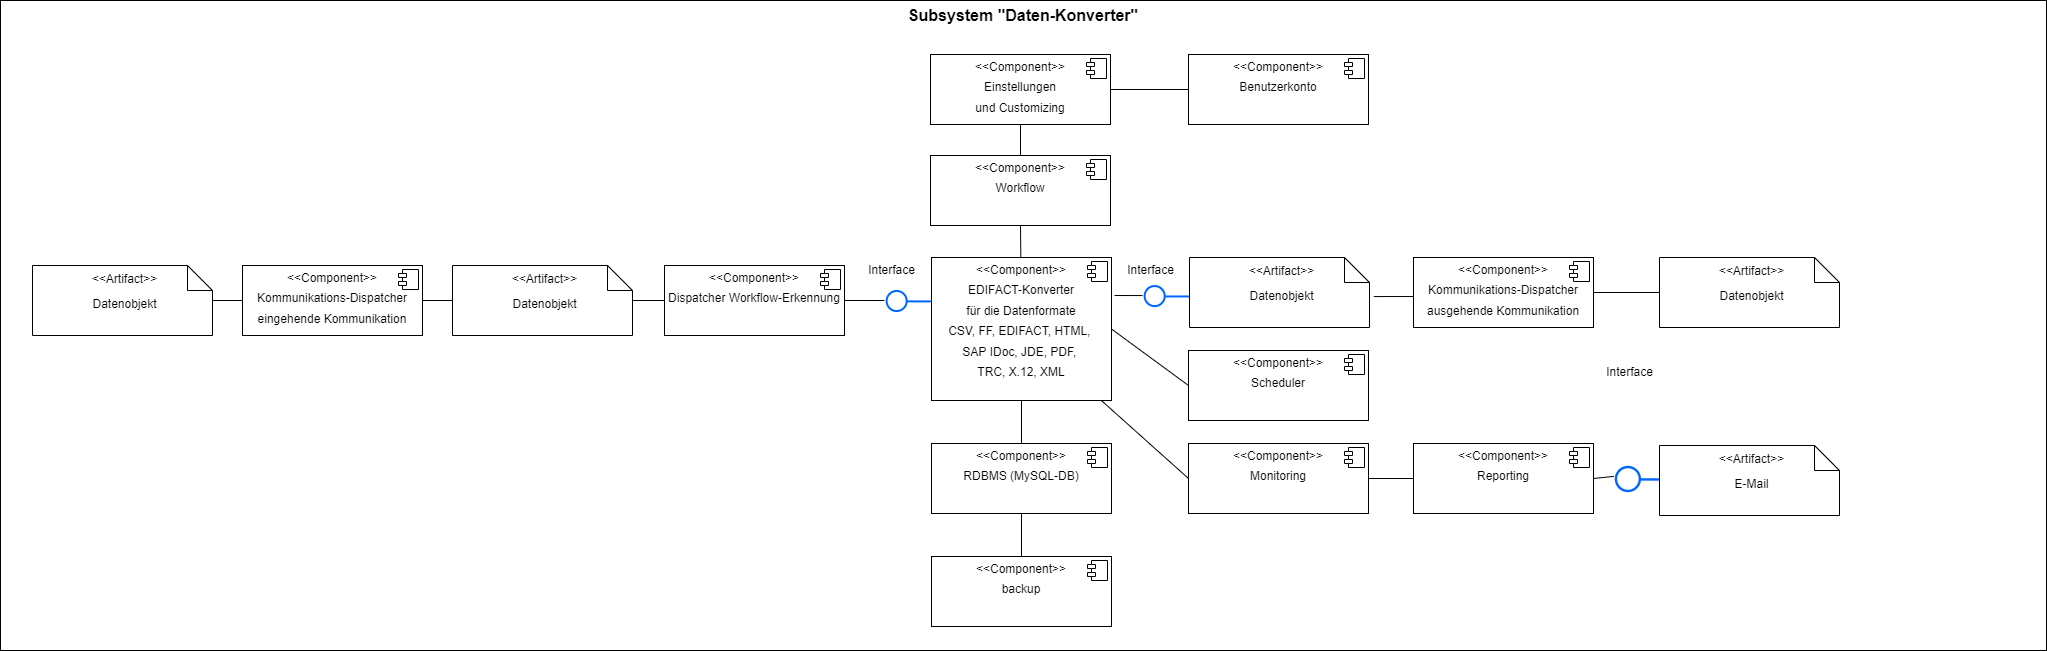 Subsystem "Daten-Konverter"
<<Component>>
Einstellungen
und Customizing
<<Component>>
Benutzerkonto
<<Component>>
Workflow
<<Artifact>>
Datenobjekt
<<Component>>
Kommunikations-Dispatcher
eingehende Kommunikation
<<Artifact>>
Datenobjekt
<<Component>>
Dispatcher Workflow-Erkennung
Interface
<<Component>>
EDIFACT-Konverter
für die Datenformate
CSV, FF, EDIFACT, HTML,
SAP IDoc, JDE, PDF,
TRC, X.12, XML
Interface
<<Artifact>>
Datenobjekt
<<Component>>
Kommunikations-Dispatcher
ausgehende Kommunikation
<<Artifact>>
Datenobjekt
<<Component>>
Scheduler
Interface
<<Component>>
RDBMS (MySQL-DB)
<<Component>>
Monitoring
<<Component>>
Reporting
<<Artifact>>
E-Mail
<<Component>>
backup